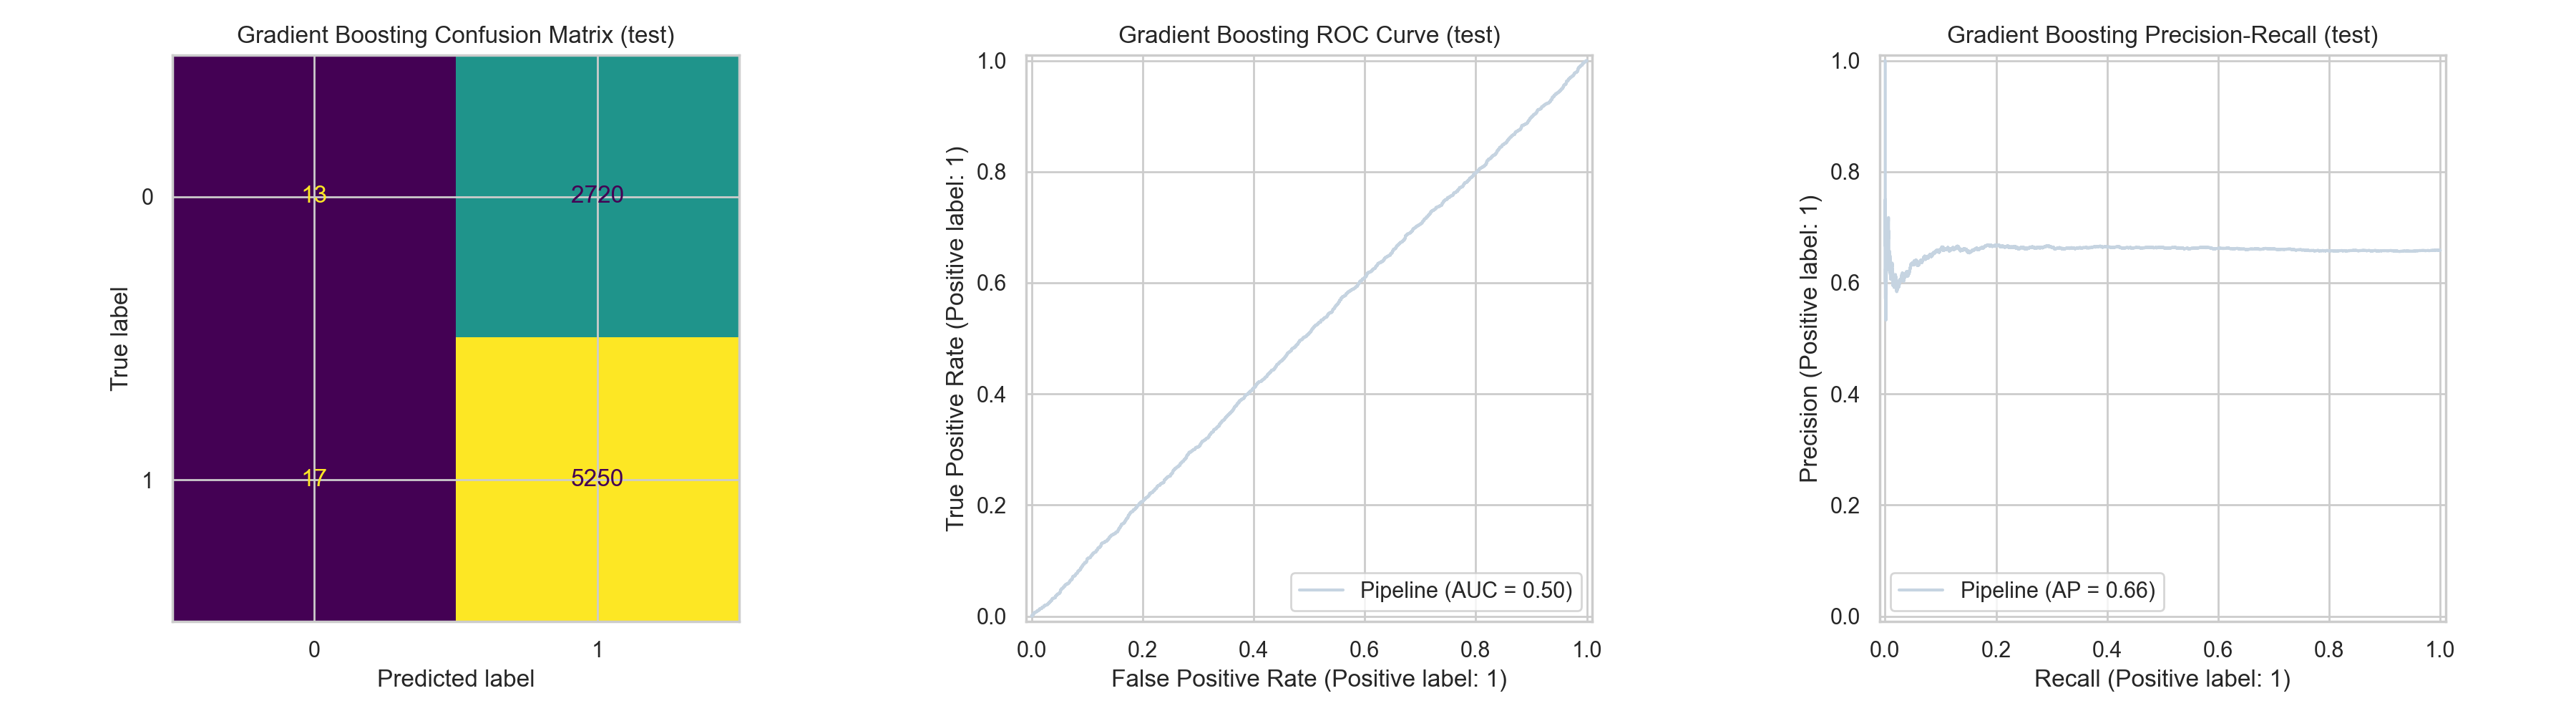 Gradient Boosting Confusion Matrix (test)
0
1
True label
13
2720
17
5250
0
1
Predicted label
Gradient Boosting ROC Curve (test)
1.0
0.8
0.6
0.4
0.2
0.0
True Positive Rate (Positive label: 1)
Pipeline (AUC = 0.50)
0.0
0.2
0.4
0.6
0.8
1.0
False Positive Rate (Positive label: 1)
Gradient Boosting Precision-Recall (test)
1.0
0.8
0.6
0.4
0.2
0.0
Precision (Positive label: 1)
Pipeline (AP = 0.66)
0.0
0.2
0.4
0.6
0.8
1.0
Recall (Positive label: 1)